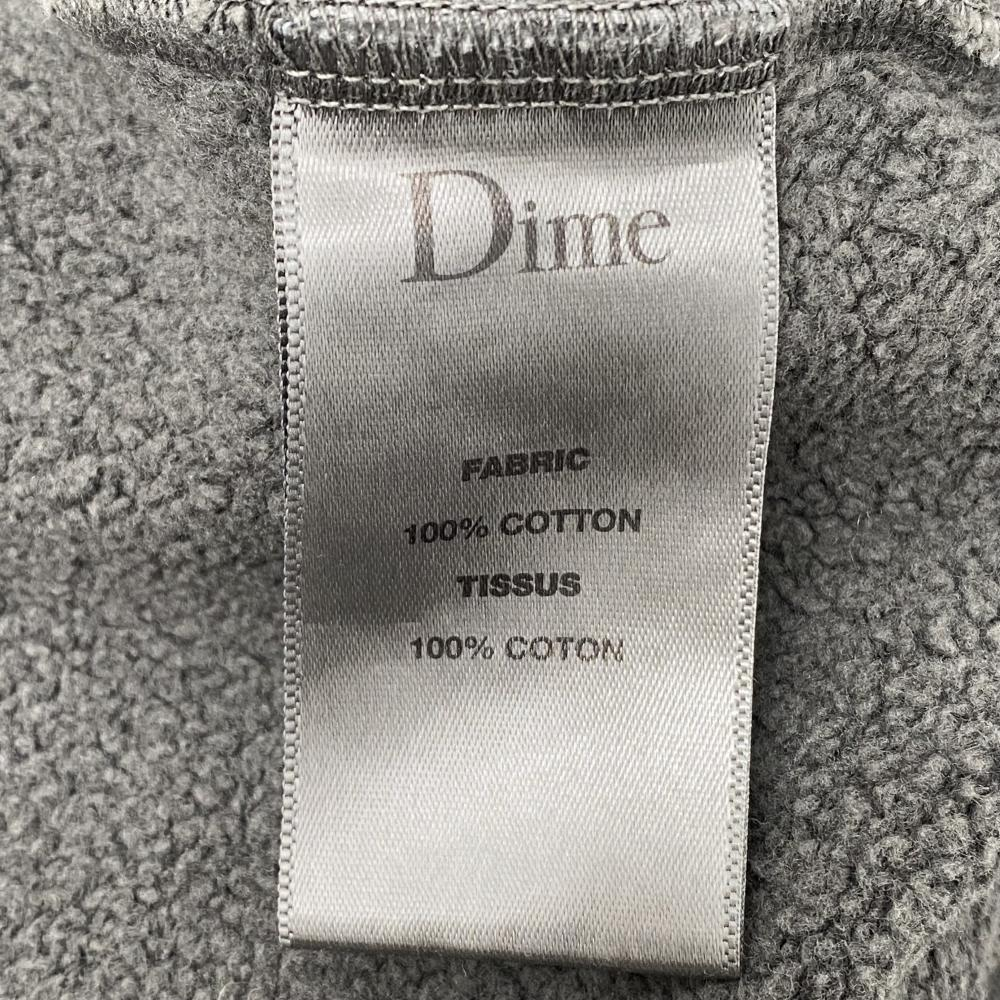 Dime
FABRIC
100% COTTON
TISSUS
100% COTON